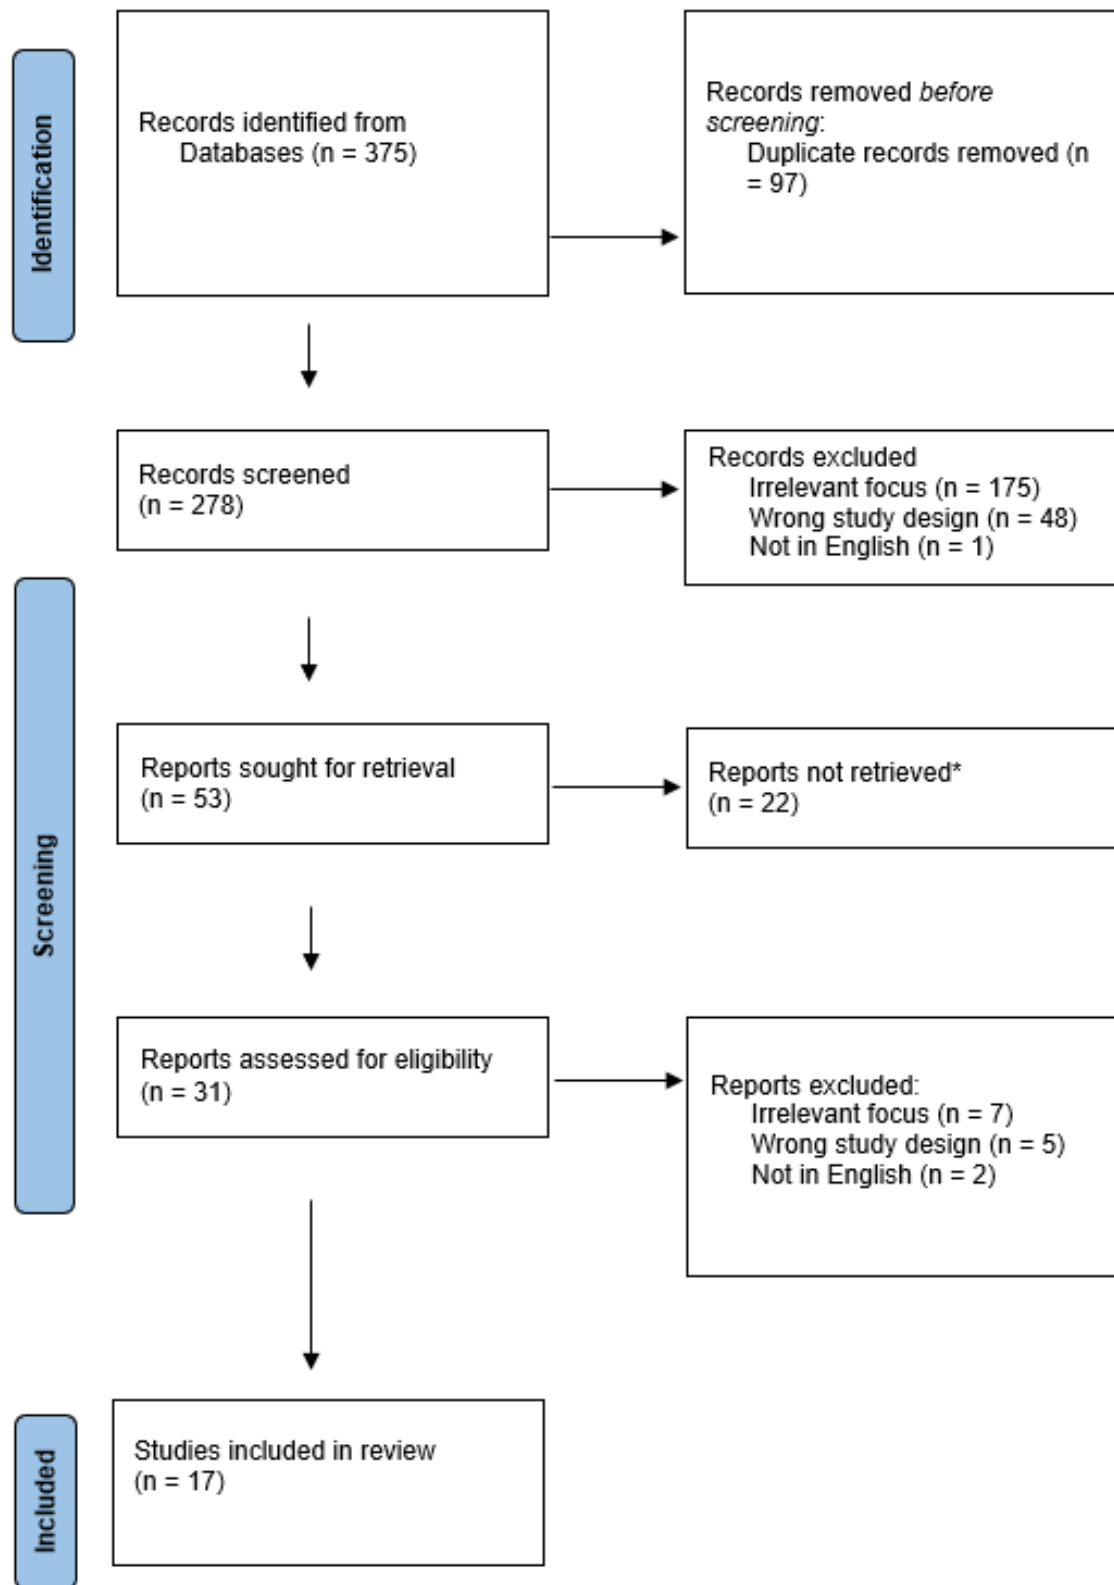 Identification
Records identified from
Databases (n = 375)
Records removed before
screening:
Duplicate records removed (n
= 97)
Screening
Records screened
(n = 278)
Records excluded
Irrelevant focus (n = 175)
Wrong study design (n = 48)
Not in English (n = 1)
Reports sought for retrieval
(n = 53)
Reports not retrieved*
(n = 22)
Reports assessed for eligibility
(n = 31)
Reports excluded:
Irrelevant focus (n = 7)
Wrong study design (n = 5)
Not in English (n = 2)
Included
Studies included in review
(n = 17)